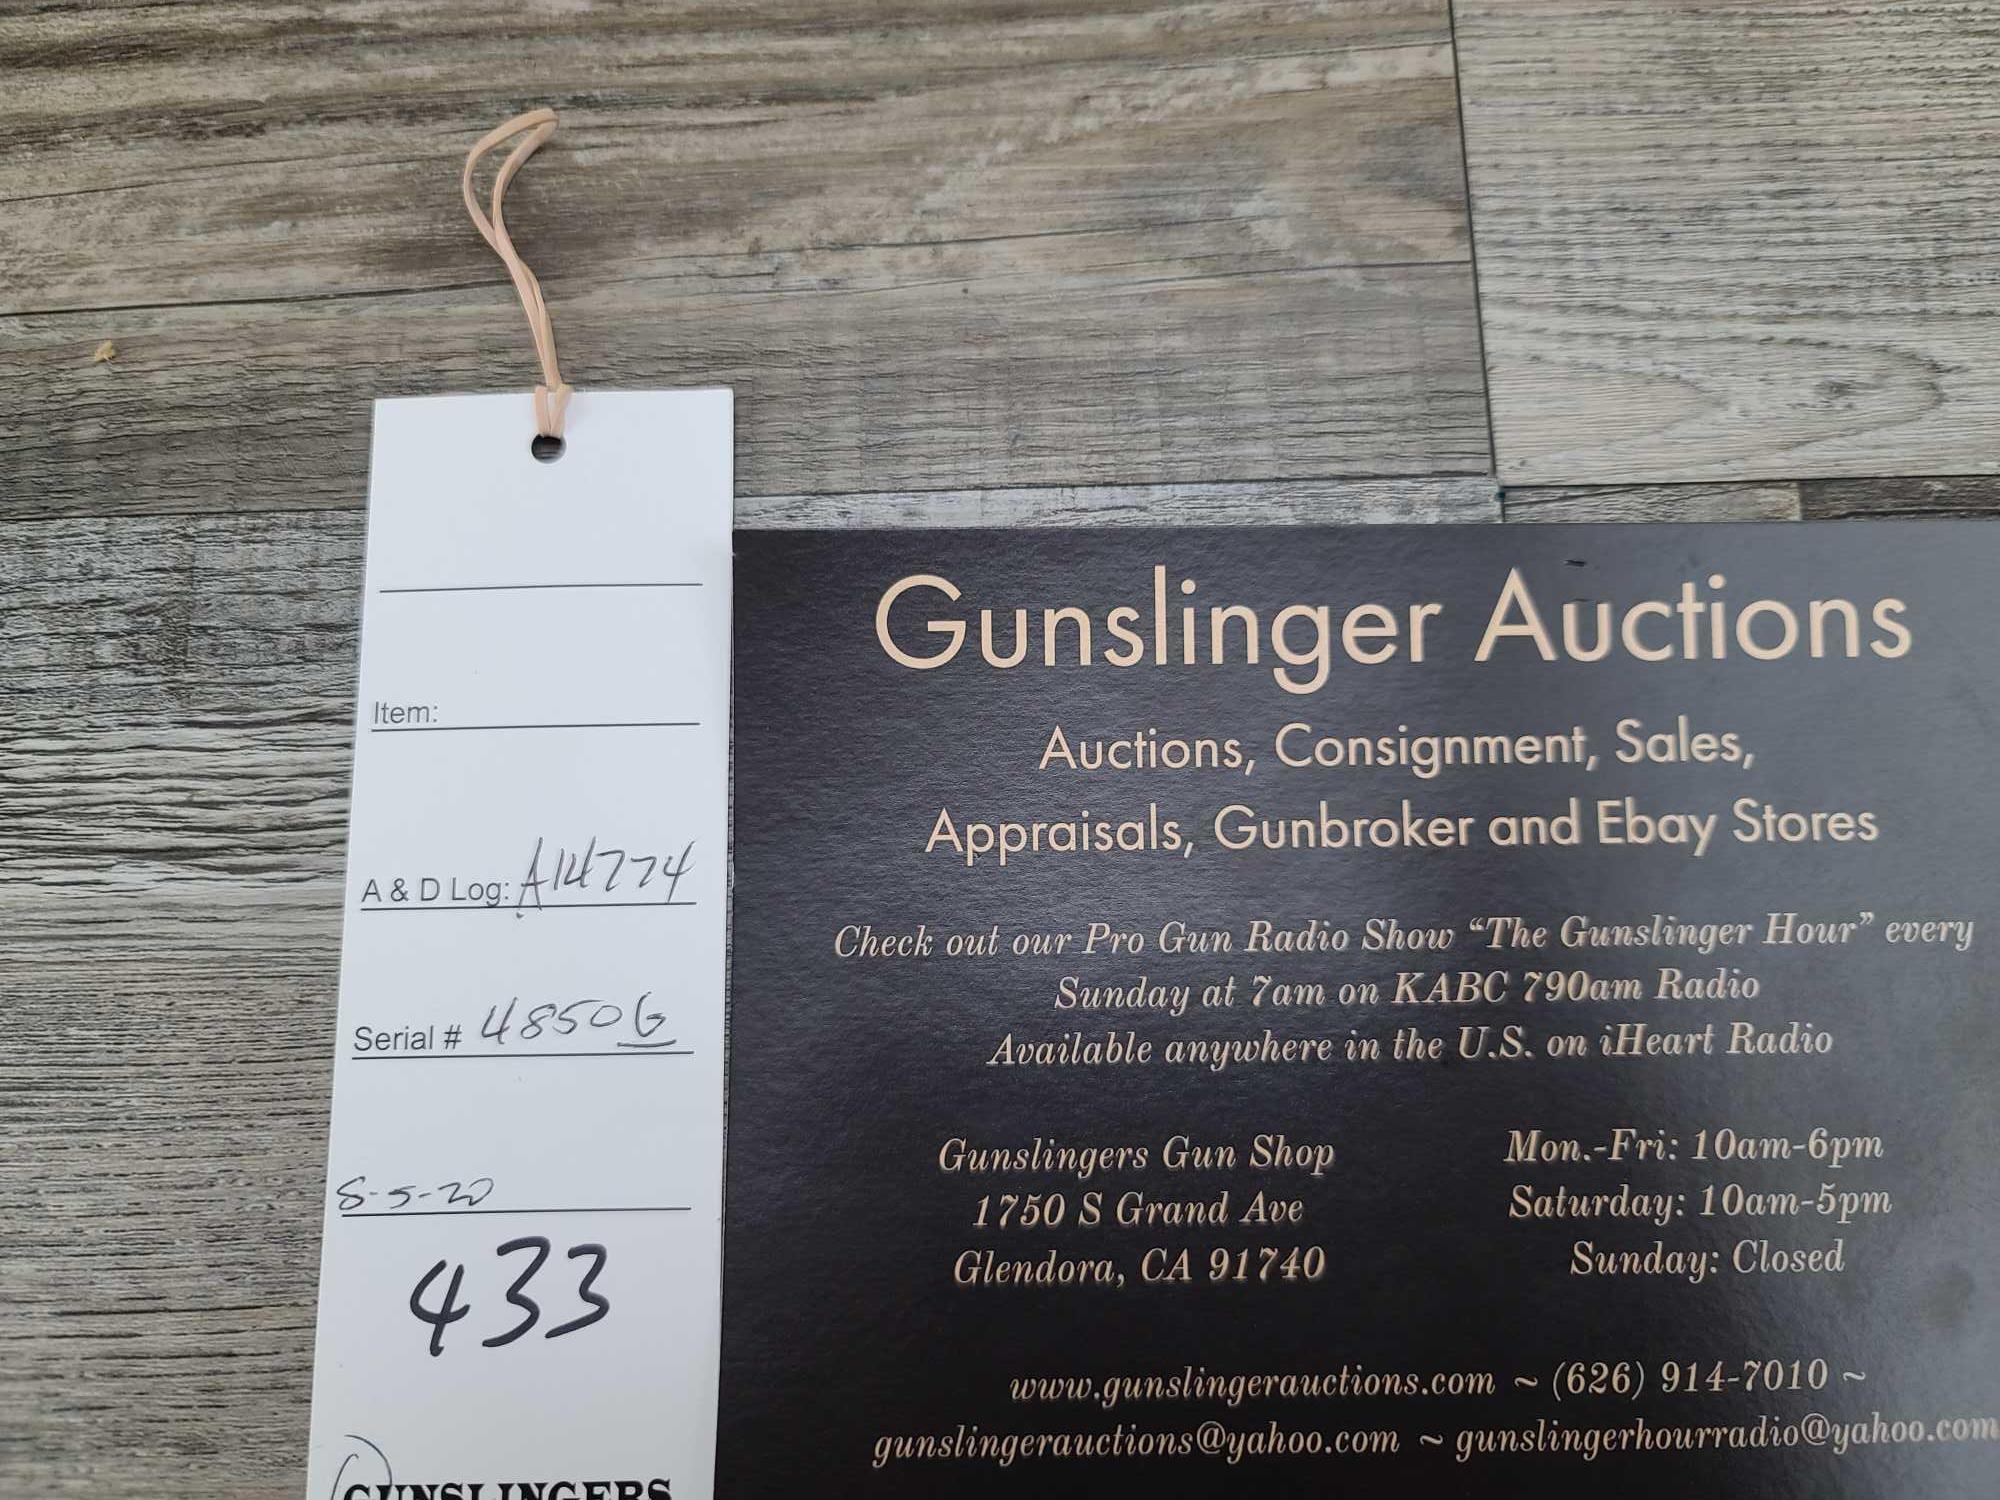 Item:
A & D Log: A14774
Serial # 4850G
8-5-20
433
GUNSLINGERS
Gunslinger Auctions
Auctions, Consignment, Sales,
Appraisals, Gunbroker and Ebay Stores
Check out our Pro Gun Radio Show “The Gunslinger Hour” every
Sunday at 7am on KABC 790am Radio
Available anywhere in the U.S. on iHeart Radio
Gunslingers Gun Shop
1750 S Grand Ave
Glendora, CA 91740
Mon.-Fri: 10am-6pm
Saturday: 10am-5pm
Sunday: Closed
www.gunslingerauctions.com ~ (626) 914-7010 ~
gunslingerauctions@yahoo.com ~ gunslingerhourradio@yahoo.com